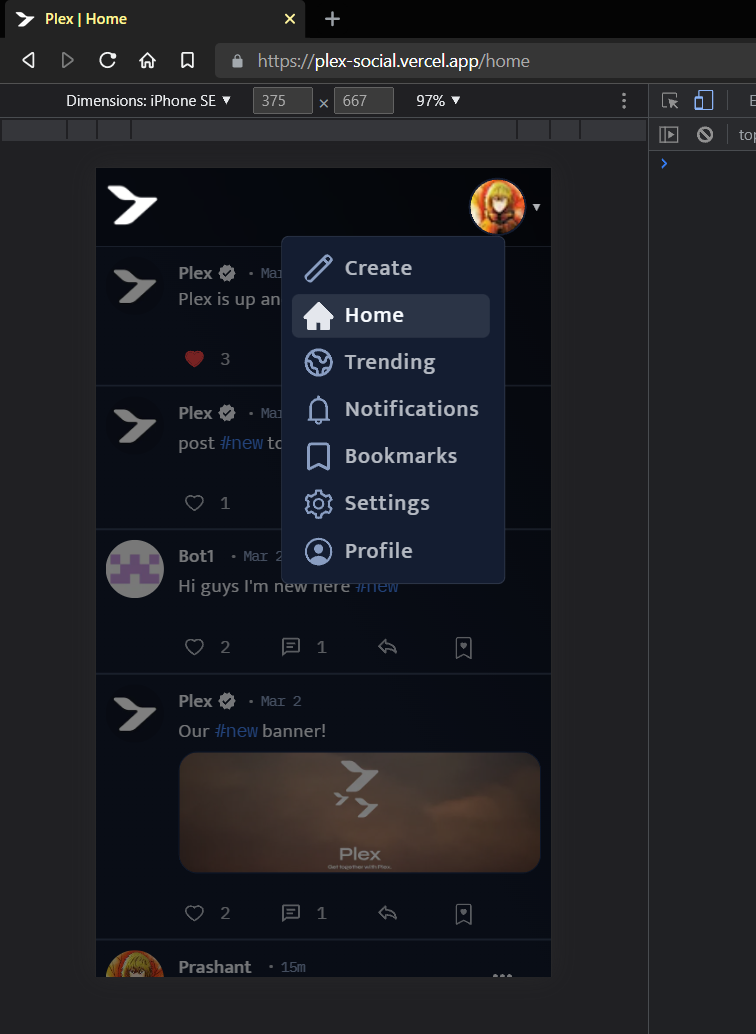 Plex | Home
https://plex-social.vercel.app/home
Dimensions: iPhone SE 375 × 667 97%
top
Create
Plex · Mar
Plex is up an
Home
3
Trending
Plex · Mar
Notifications
post #new to
Bookmarks
1
Settings
Bot1 · Mar 2
Profile
Hi guys I'm new here #new
2 1
Plex · Mar 2
Our #new banner!
Plex
Get together with Plex.
2 1
Prashant · 15m